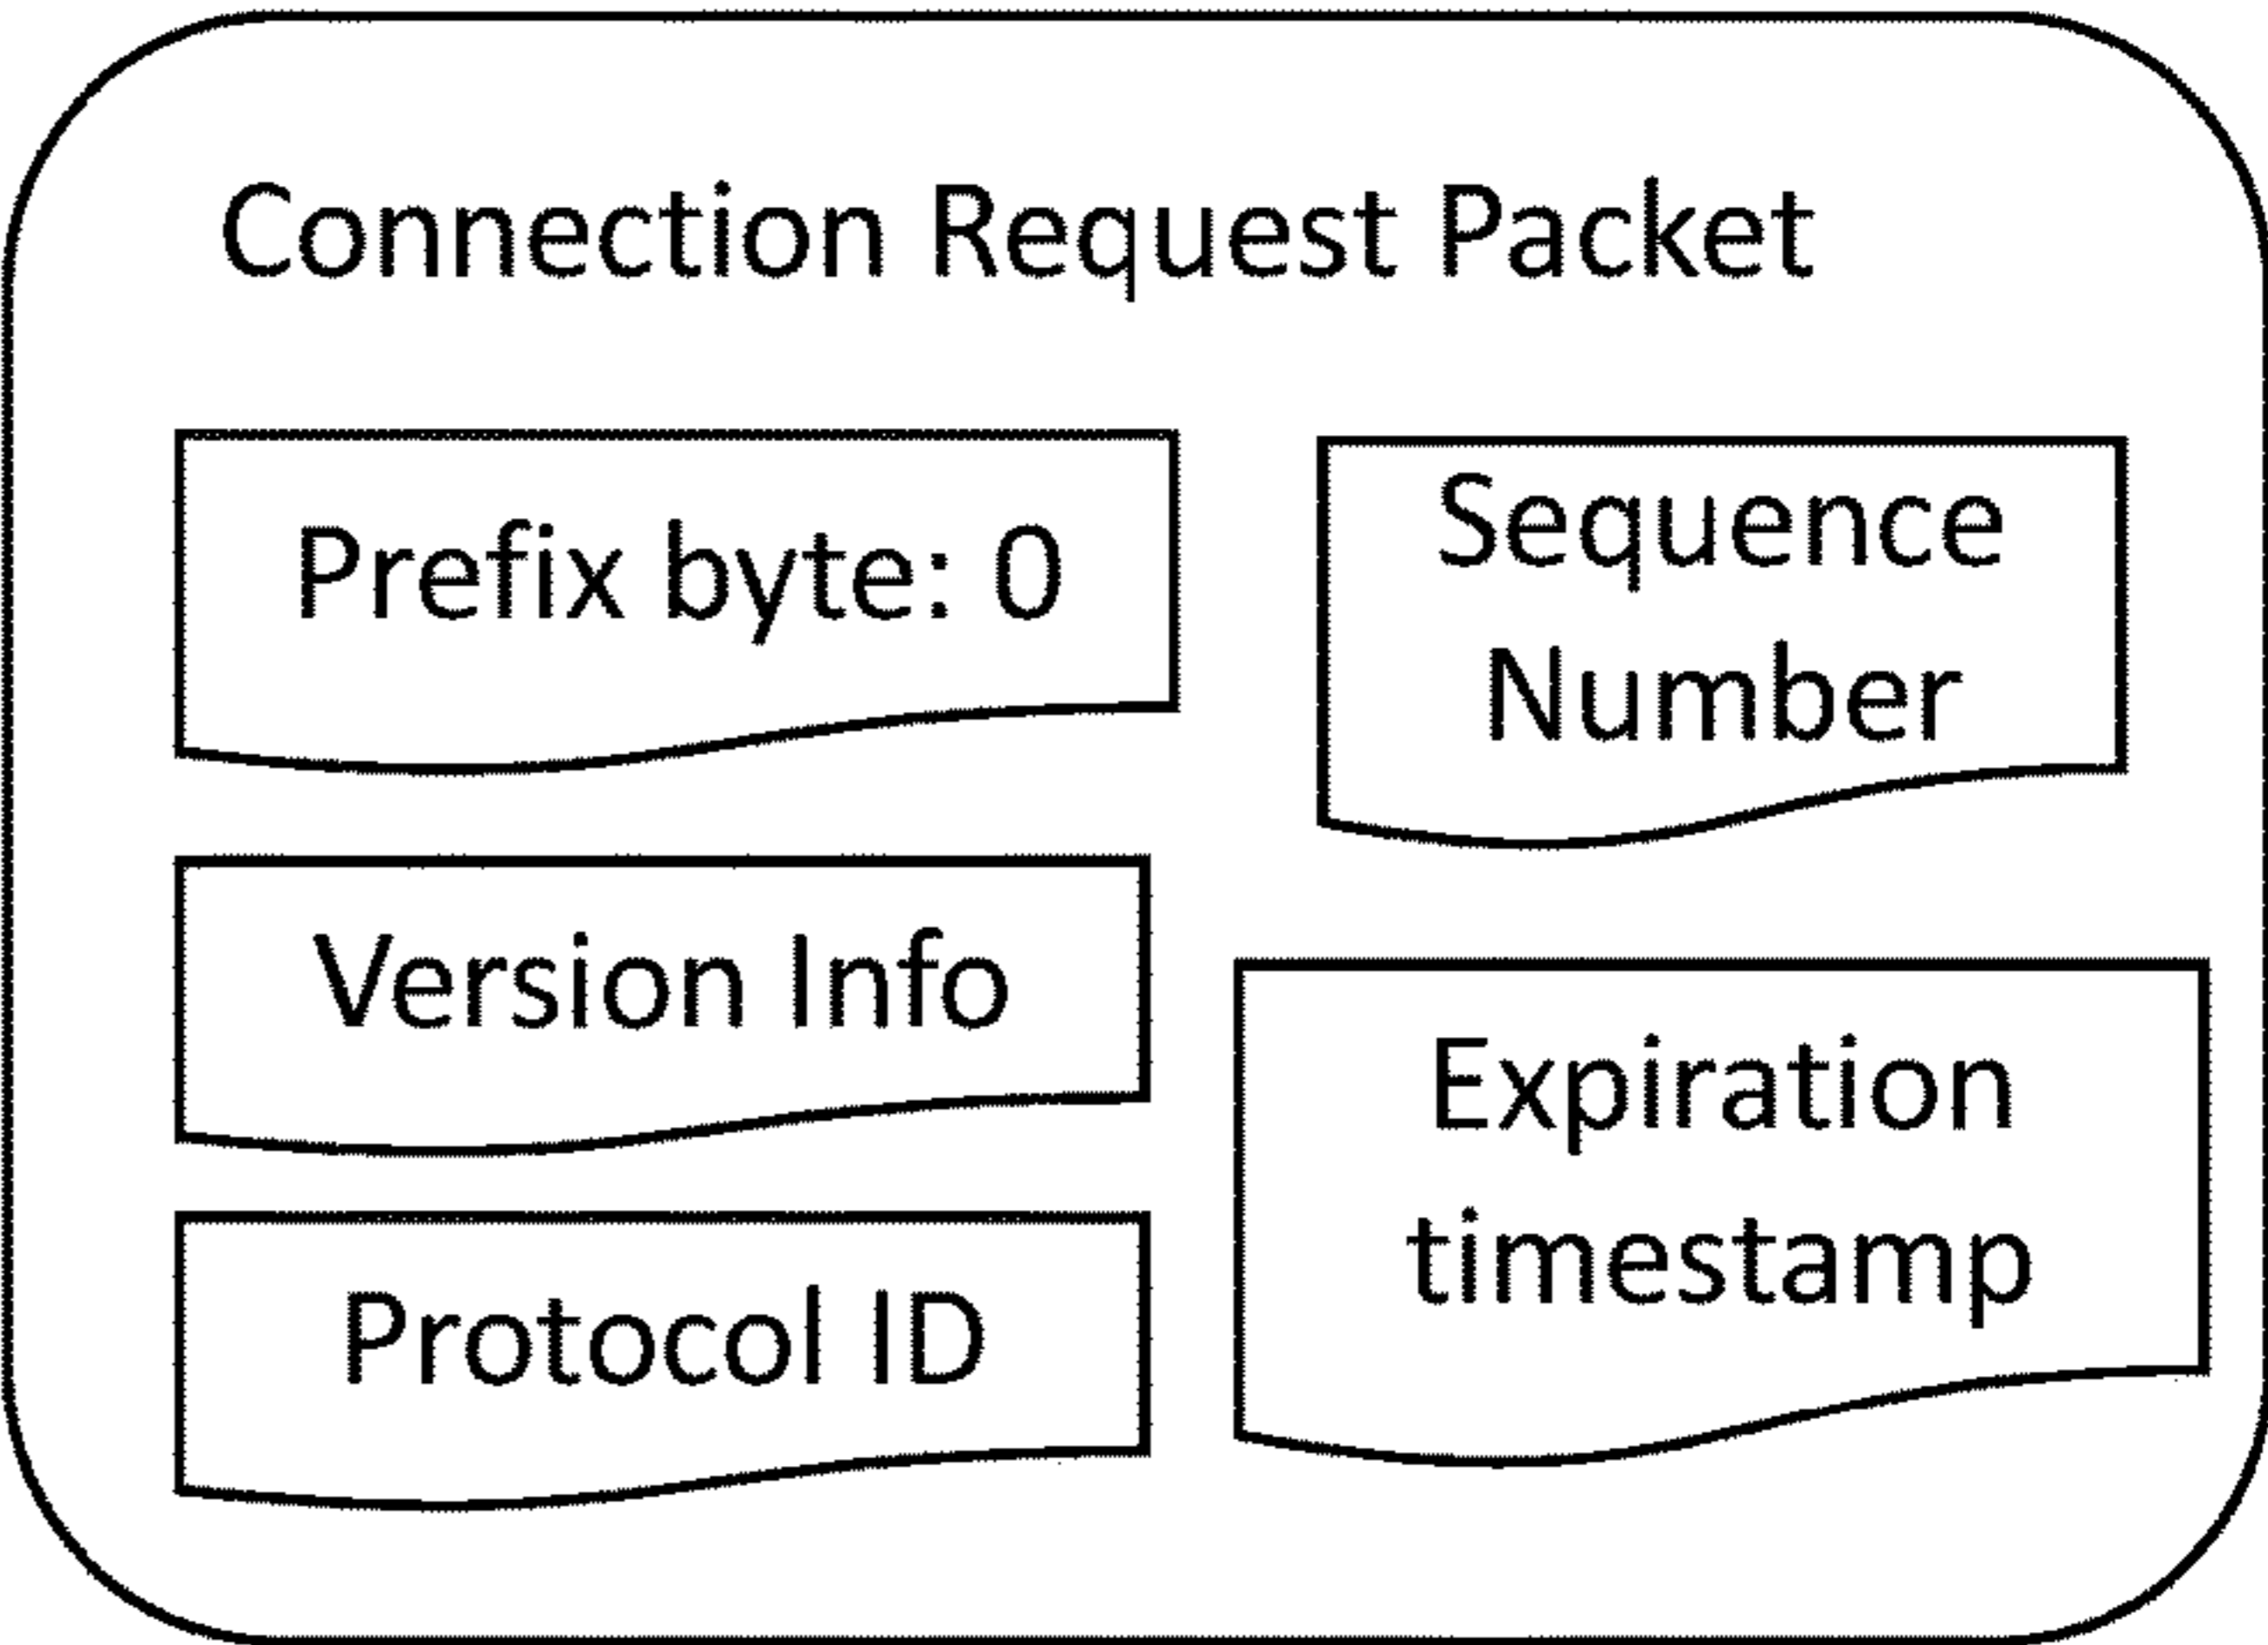 Connection Request Packet
Prefix byte: 0
Version Info
Protocol ID
Sequence
Number
Expiration
timestamp